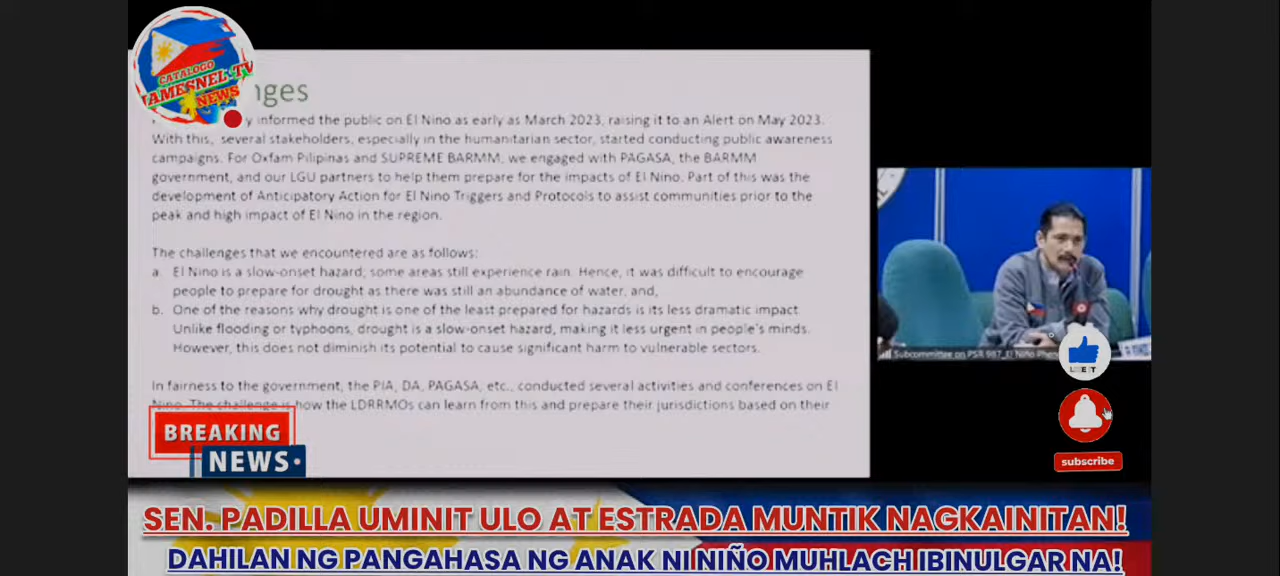 CATALOGO
JAMESNEL.TV
NEWS
nges
informed the public on El Nino as early as March 2023, raising it to an Alert on May 2023.
With this, several stakeholders, especially in the humanitarian sector, started conducting public awareness
campaigns. For Oxfam Pilipinas and SUPREME BARMM, we engaged with PAGASA, the BARMM
government, and our LGU partners to help them prepare for the impacts of El Nino. Part of this was the
development of Anticipatory Action for El Nino Triggers and Protocols to assist communities prior to the
peak and high impact of El Nino in the region.
The challenges that we encountered are as follows:
a. El Nino is a slow-onset hazard; some areas still experience rain. Hence, it was difficult to encourage
people to prepare for drought as there was still an abundance of water, and,
b. One of the reasons why drought is one of the least prepared for hazards is its less dramatic impact.
Unlike flooding or typhoons, drought is a slow-onset hazard, making it less urgent in people's minds.
However, this does not diminish its potential to cause significant harm to vulnerable sectors.
In fairness to the government, the PIA, DA, PAGASA, etc., conducted several activities and conferences on El
Nino. The challenge is how the LDRRMOs can learn from this and prepare their jurisdictions based on their
Subcommittee on PSR 987_El Niño Phen
subscribe
BREAKING
NEWS
SEN. PADILLA UMINIT ULO AT ESTRADA MUNTIK NAGKAINITAN!
DAHILAN NG PANGAHASA NG ANAK NI NIÑO MUHLACH IBINULGAR NA!